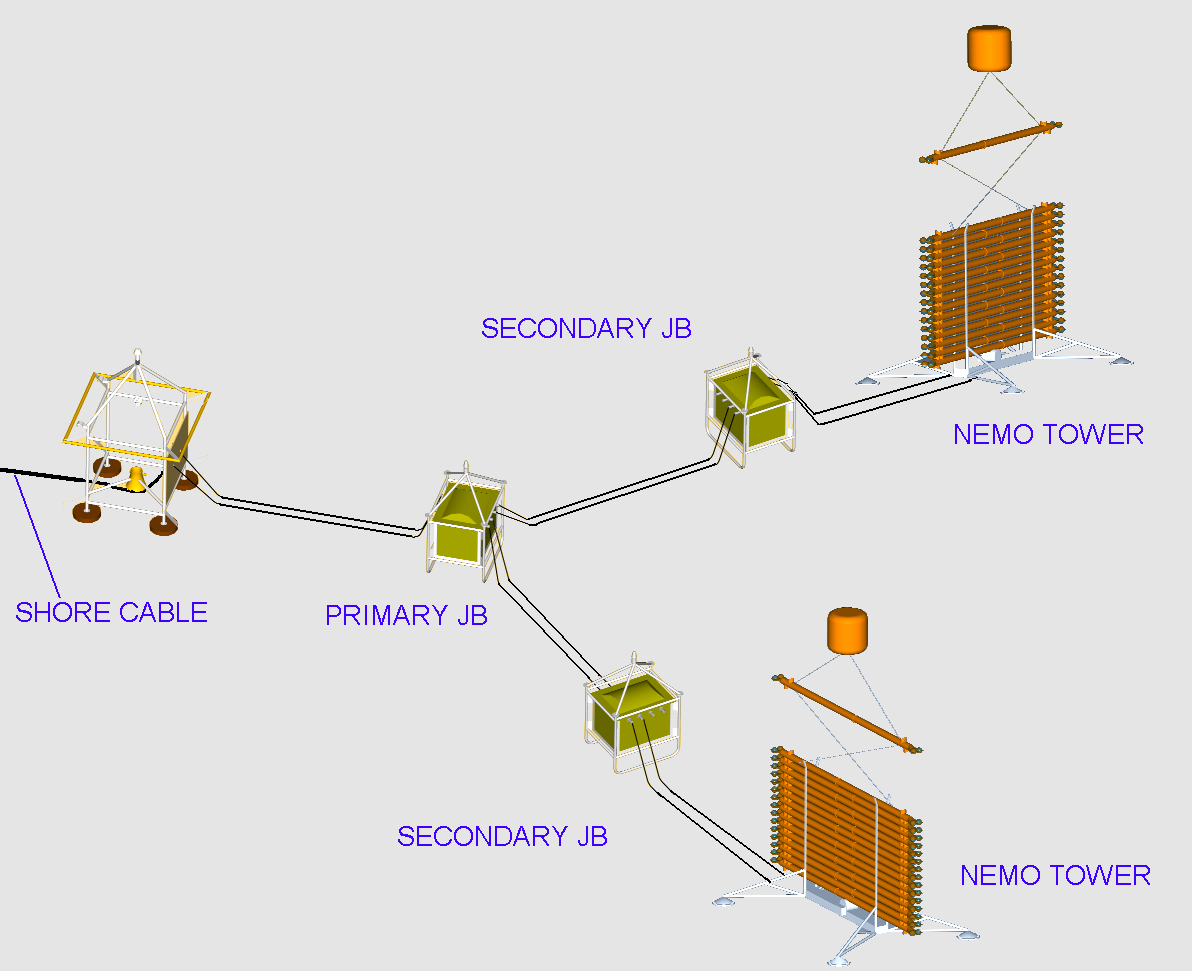 SECONDARY JB
NEMO TOWER
SHORE CABLE
PRIMARY JB
SECONDARY JB
NEMO TOWER